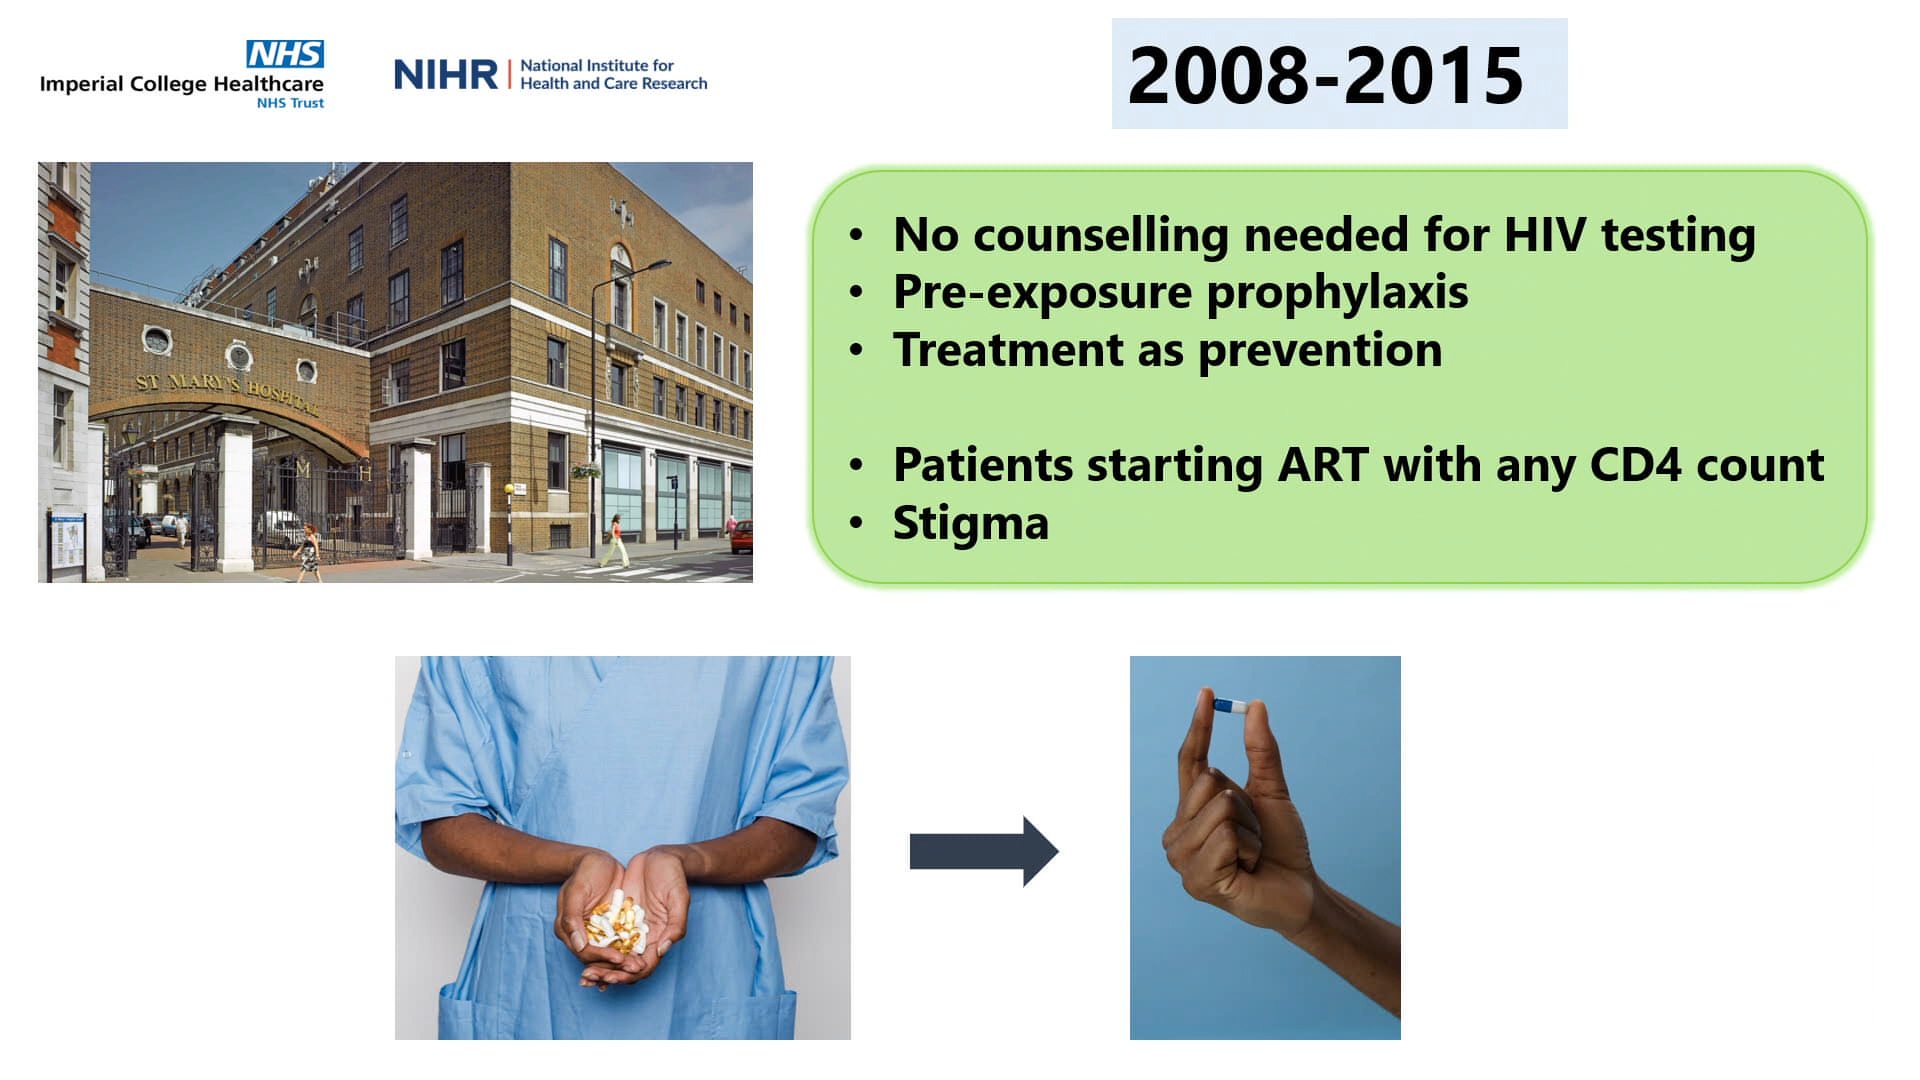 NHS
Imperial College Healthcare
NHS Trust
NIHR | National Institute for
Health and Care Research
2008-2015
ST MARY'S HOSPITAL
M H
• No counselling needed for HIV testing
• Pre-exposure prophylaxis
• Treatment as prevention
• Patients starting ART with any CD4 count
• Stigma